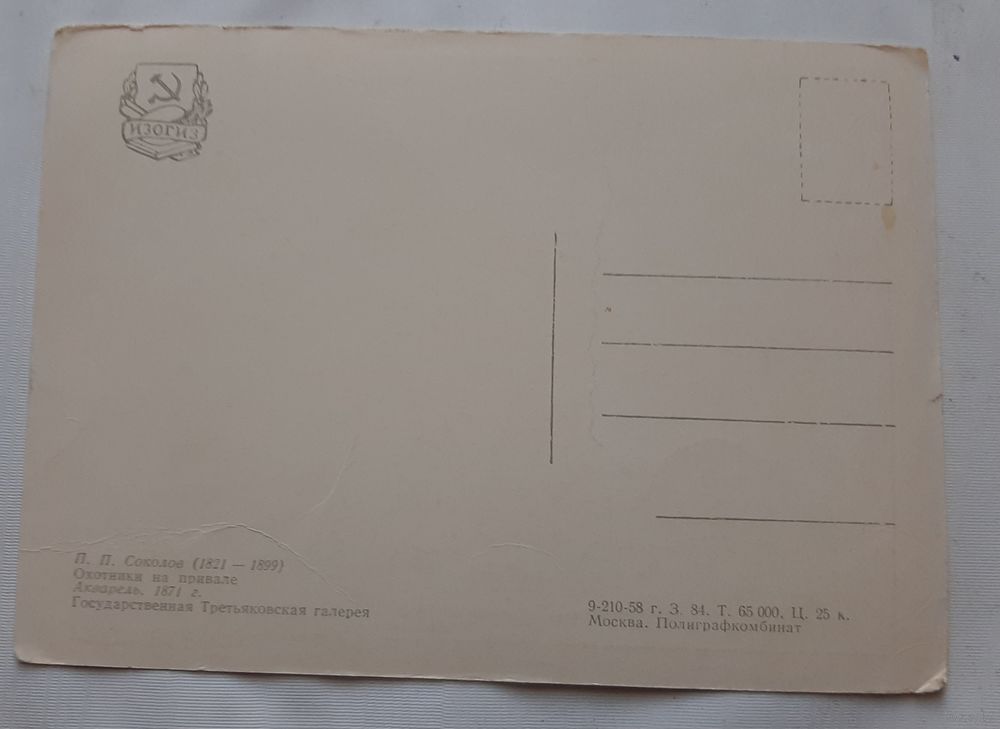 ИЗОГИЗ
П. П. Соколов (1821 — 1899)
Охотники на привале
Акварель. 1871 г.
Государственная Третьяковская галерея
9-210-58 г. З. 84. Т. 65 000. Ц. 25 к.
Москва. Полиграфкомбинат